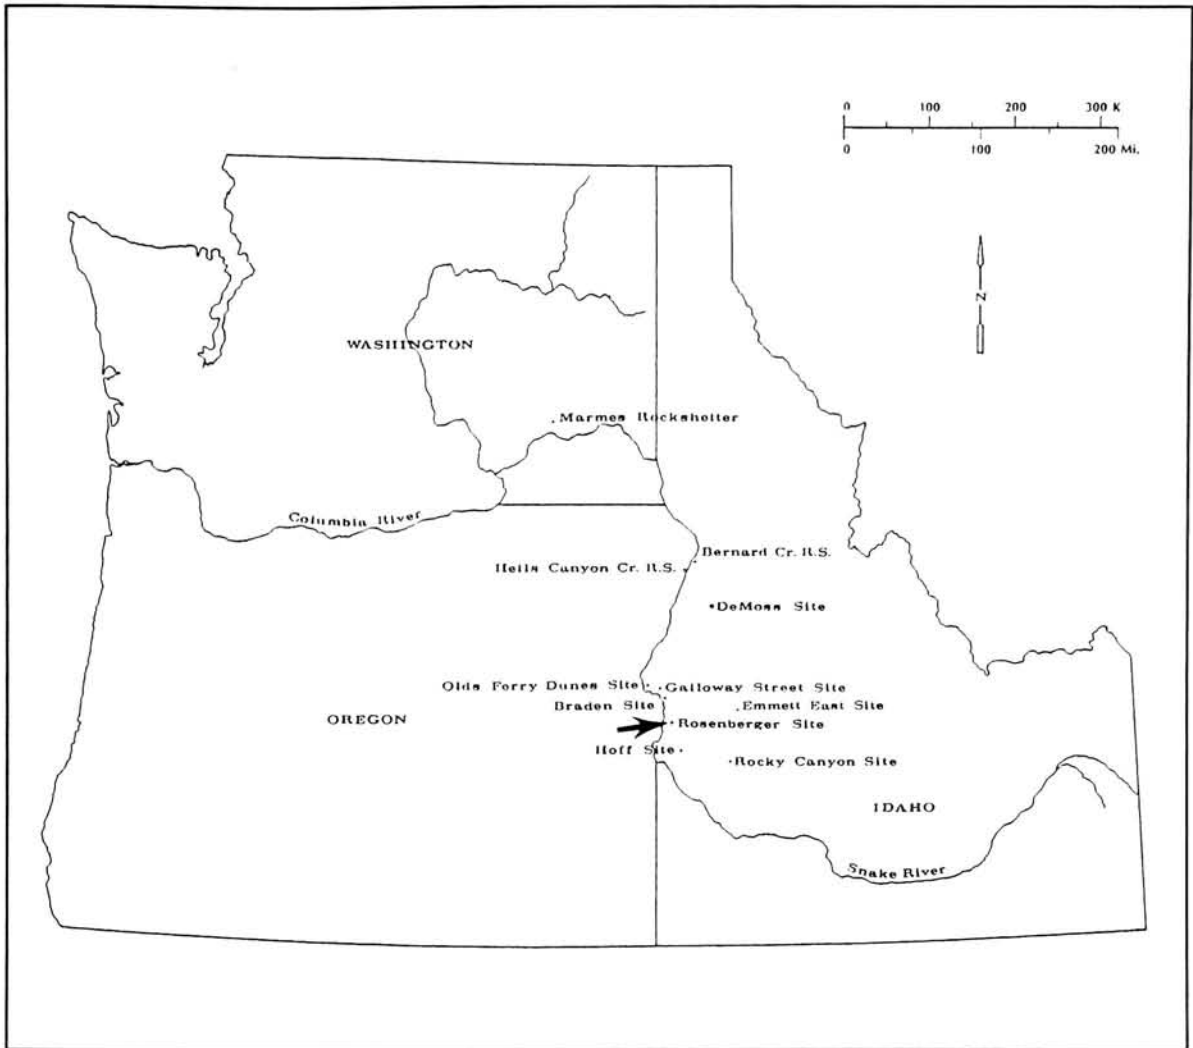 0 100 200 300 K
0 100 200 Mi.
N
WASHINGTON
Marmes Rockshelter
Columbia River
Bernard Cr. R.S.
Hells Canyon Cr. R.S.
DeMoss Site
Olds Ferry Dunes Site
Galloway Street Site
Braden Site
Emmett East Site
OREGON
Rosenberger Site
Hoff Site
Rocky Canyon Site
IDAHO
Snake River